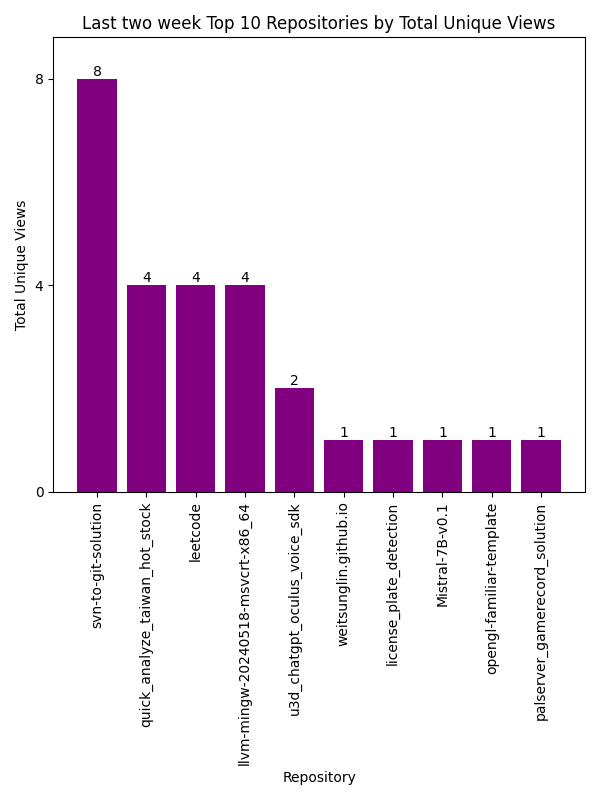 Last two week Top 10 Repositories by Total Unique Views
Total Unique Views
8
4
0
8
4
4
4
2
1
1
1
1
1
svn-to-git-solution
quick_analyze_taiwan_hot_stock
leetcode
llvm-mingw-20240518-msvcrt-x86_64
u3d_chatgpt_oculus_voice_sdk
weitsunglin.github.io
license_plate_detection
Mistral-7B-v0.1
opengl-familiar-template
palserver_gamerecord_solution
Repository